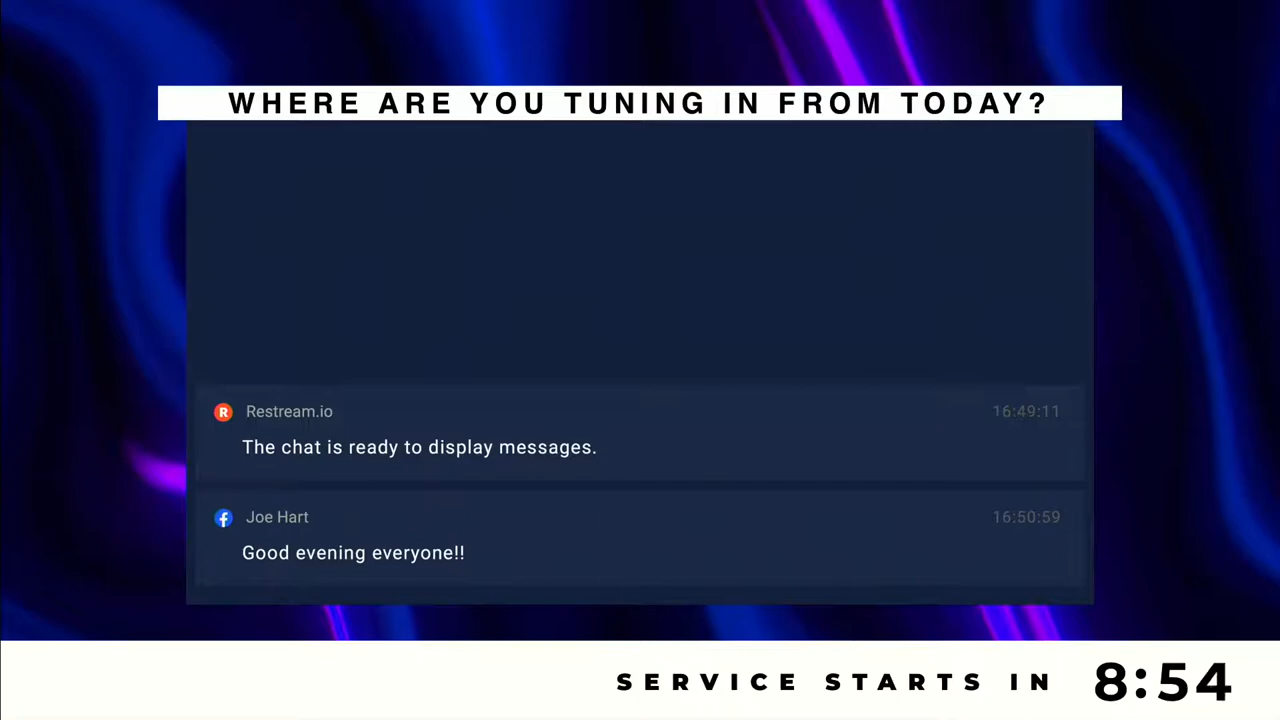 WHERE ARE YOU TUNING IN FROM TODAY?
R Restream.io 16:49:11
The chat is ready to display messages.
f Joe Hart 16:50:59
Good evening everyone!!
SERVICE STARTS IN 8:54